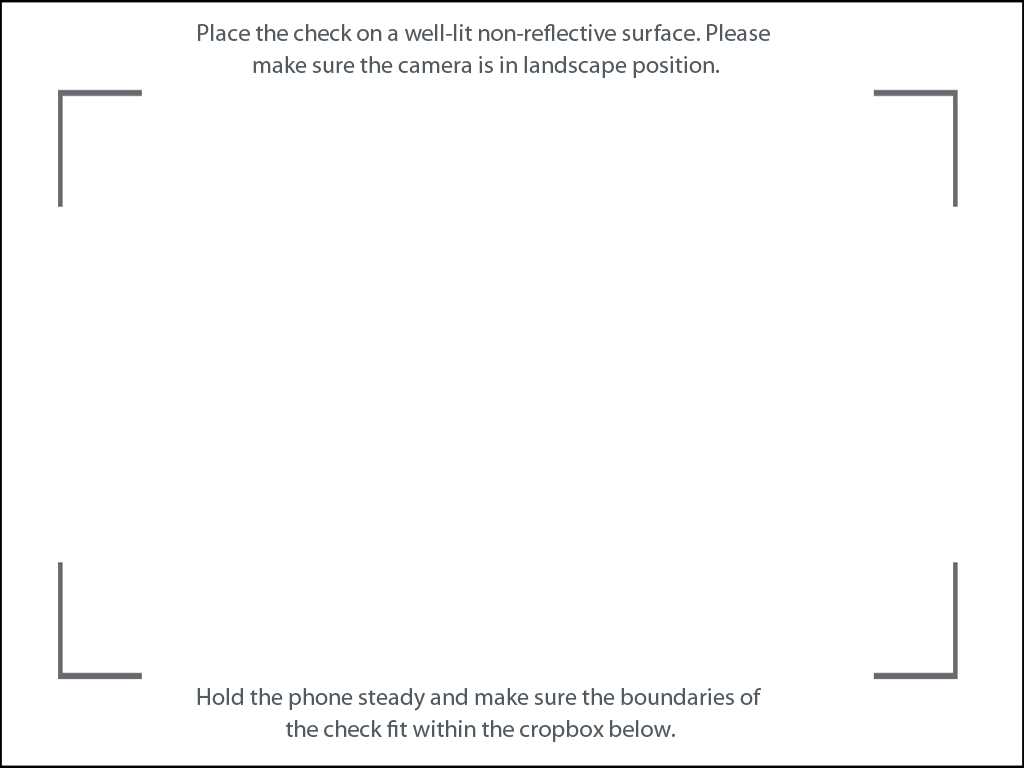 Place the check on a well-lit non-reflective surface. Please
make sure the camera is in landscape position.
Hold the phone steady and make sure the boundaries of
the check fit within the cropbox below.